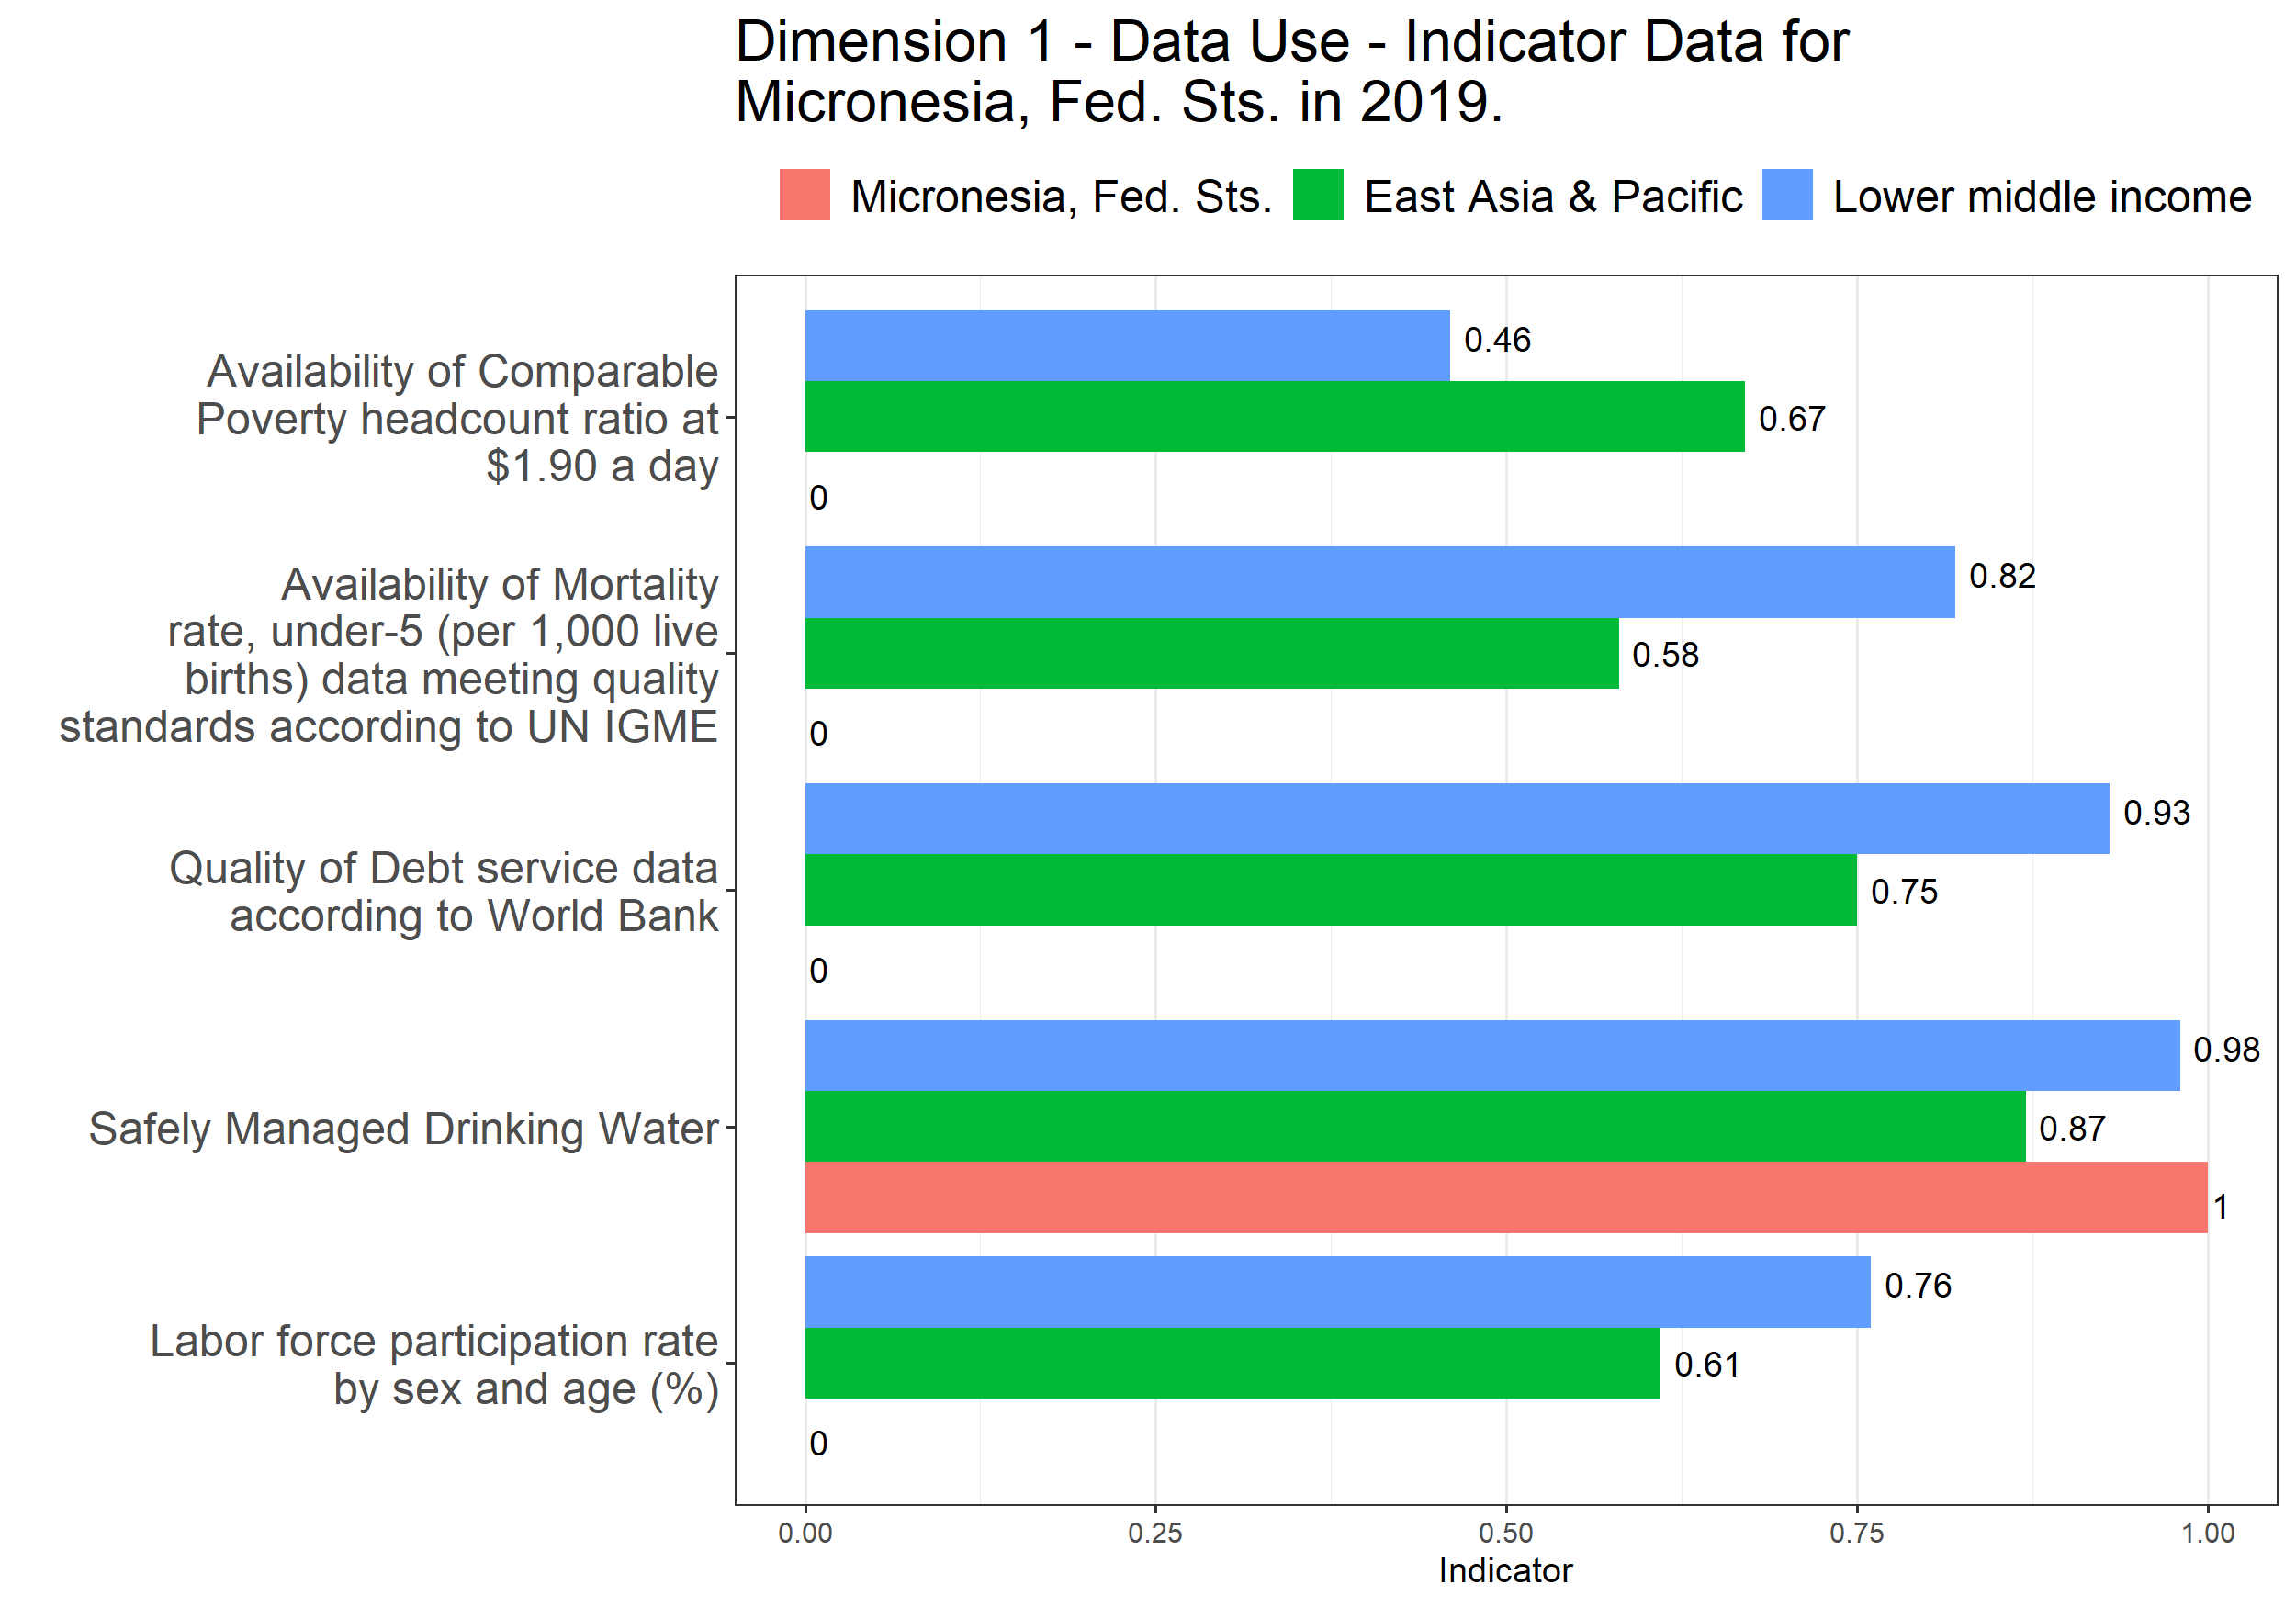 Dimension 1 - Data Use - Indicator Data for
Micronesia, Fed. Sts. in 2019.
Micronesia, Fed. Sts. East Asia & Pacific Lower middle income
Availability of Comparable
Poverty headcount ratio at
$1.90 a day
0.46
0.67
0
Availability of Mortality
rate, under-5 (per 1,000 live
births) data meeting quality
standards according to UN IGME
0.82
0.58
0
Quality of Debt service data
according to World Bank
0.93
0.75
0
Safely Managed Drinking Water
0.98
0.87
1
Labor force participation rate
by sex and age (%)
0.76
0.61
0
0.00 0.25 0.50 0.75 1.00
Indicator